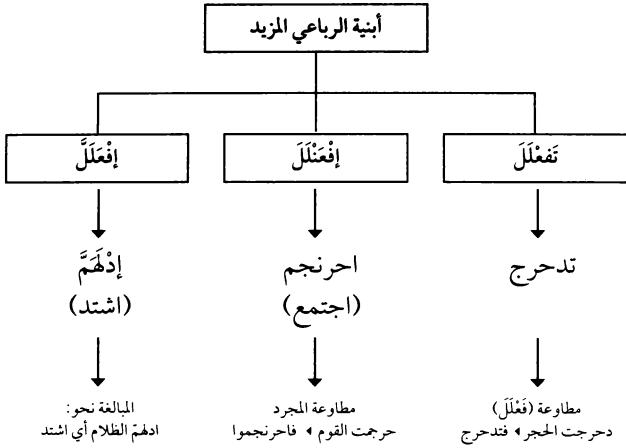 أبنية الرباعي المزيد
تَفعْلَلَ
إفْعَنْلَلَ
إفْعَلَلَّ
تدحرج
احرنجم
(اجتمع)
إدْلَهَمَّ
(اشتد)
مطاوعة (فَعْلَلَ)
دحرجت الحجر فتدحرج
مطاوعة المجرد
حرجمت القوم فاحرنجموا
المبالغة نحو:
ادلهمّ الظلام أي اشتد